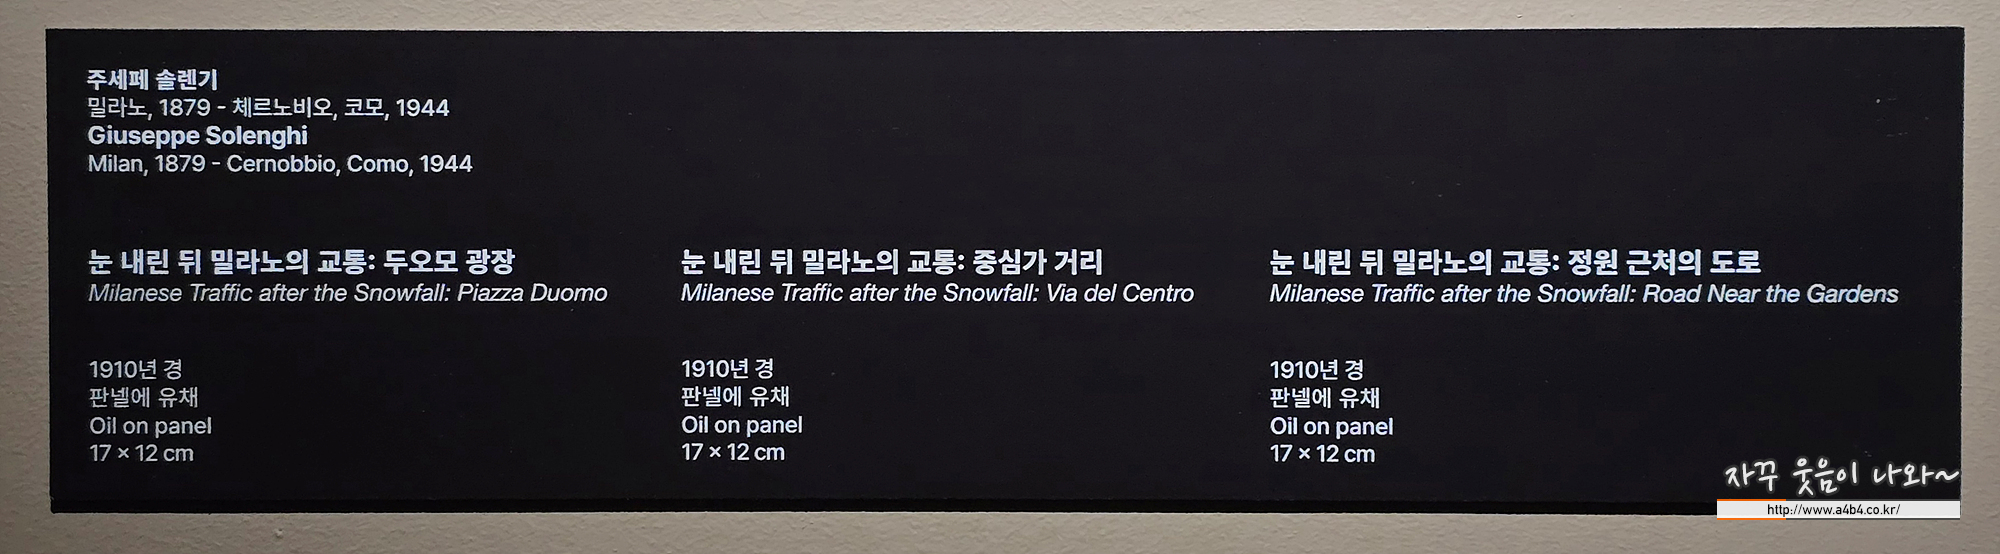 주세페 솔렌기
밀라노, 1879 - 체르노비오, 코모, 1944
Giuseppe Solenghi
Milan, 1879 - Cernobbio, Como, 1944
눈 내린 뒤 밀라노의 교통: 두오모 광장
Milanese Traffic after the Snowfall: Piazza Duomo
1910년 경
판넬에 유채
Oil on panel
17 × 12 cm
눈 내린 뒤 밀라노의 교통: 중심가 거리
Milanese Traffic after the Snowfall: Via del Centro
1910년 경
판넬에 유채
Oil on panel
17 × 12 cm
눈 내린 뒤 밀라노의 교통: 정원 근처의 도로
Milanese Traffic after the Snowfall: Road Near the Gardens
1910년 경
판넬에 유채
Oil on panel
17 × 12 cm
자꾸 웃음이 나와~
http://www.a4b4.co.kr/